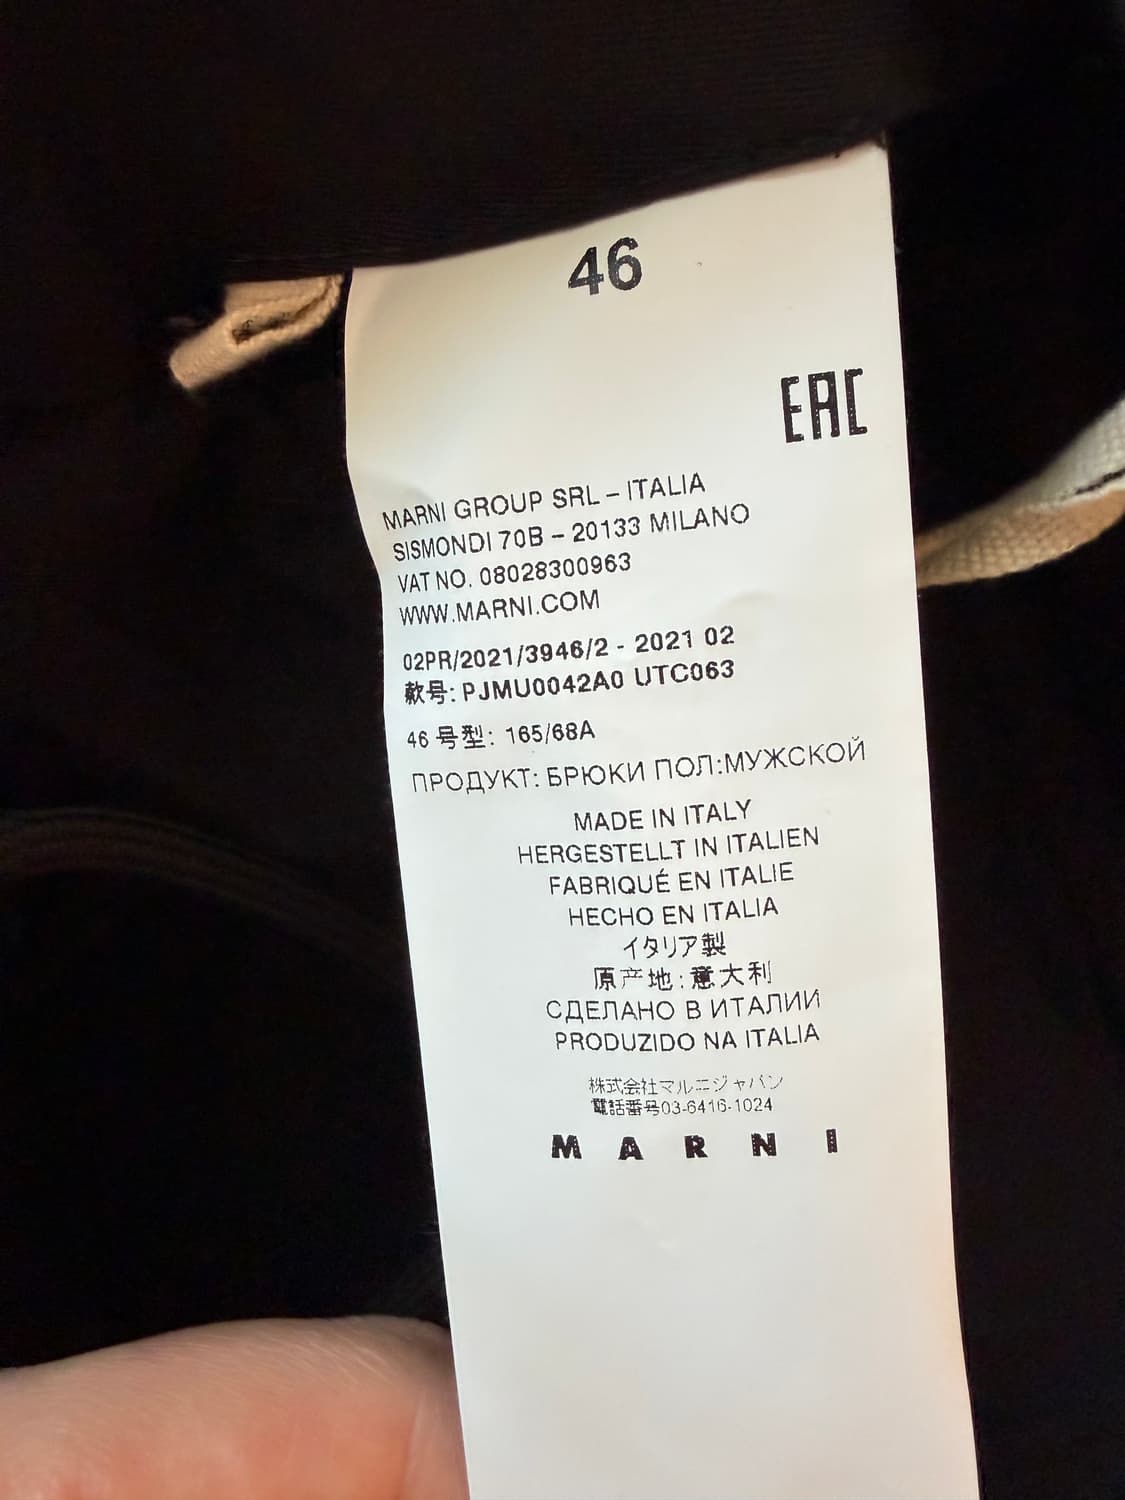 46
EAC
MARNI GROUP SRL – ITALIA
SISMONDI 70B – 20133 MILANO
VAT NO. 08028300963
WWW.MARNI.COM
02PR/2021/3946/2 - 2021 02
款号: PJMU0042A0 UTC063
46 号型: 165/68A
ПРОДУКТ: БРЮКИ ПОЛ:МУЖСКОЙ
MADE IN ITALY
HERGESTELLT IN ITALIEN
FABRIQUÉ EN ITALIE
HECHO EN ITALIA
イタリア製
原产地:意大利
СДЕЛАНО В ИТАЛИИ
PRODUZIDO NA ITALIA
株式会社マルニジャパン
電話番号03-6416-1024
MARNI